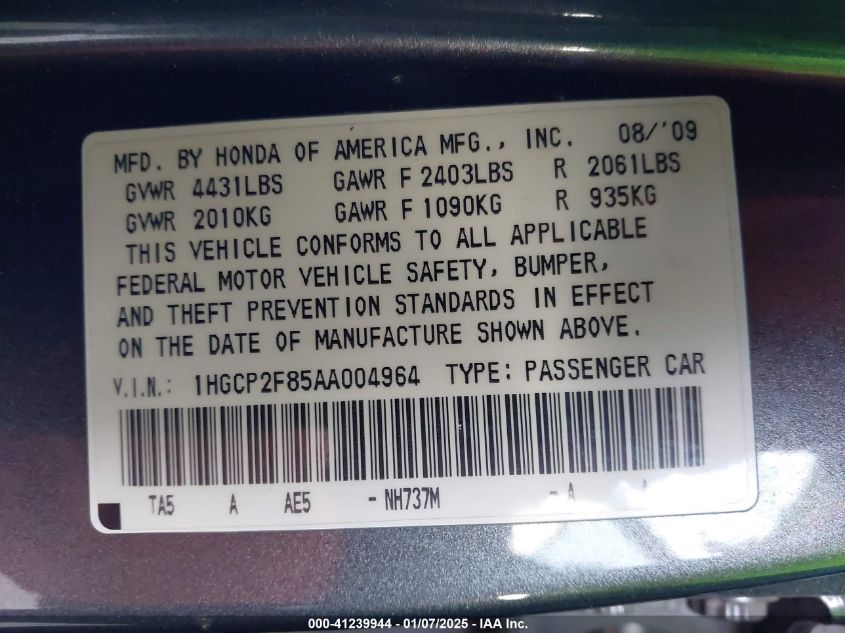 MFD. BY HONDA OF AMERICA MFG., INC. 08/'09
GVWR 4431LBS GAWR F 2403LBS R 2061LBS
GVWR 2010KG GAWR F 1090KG R 935KG
THIS VEHICLE CONFORMS TO ALL APPLICABLE
FEDERAL MOTOR VEHICLE SAFETY, BUMPER,
AND THEFT PREVENTION STANDARDS IN EFFECT
ON THE DATE OF MANUFACTURE SHOWN ABOVE.
V.I.N.: 1HGCP2F85AA004964 TYPE: PASSENGER CAR
TA5 A AE5 - NH737M - A A
000-41239944 - 01/07/2025 - IAA Inc.